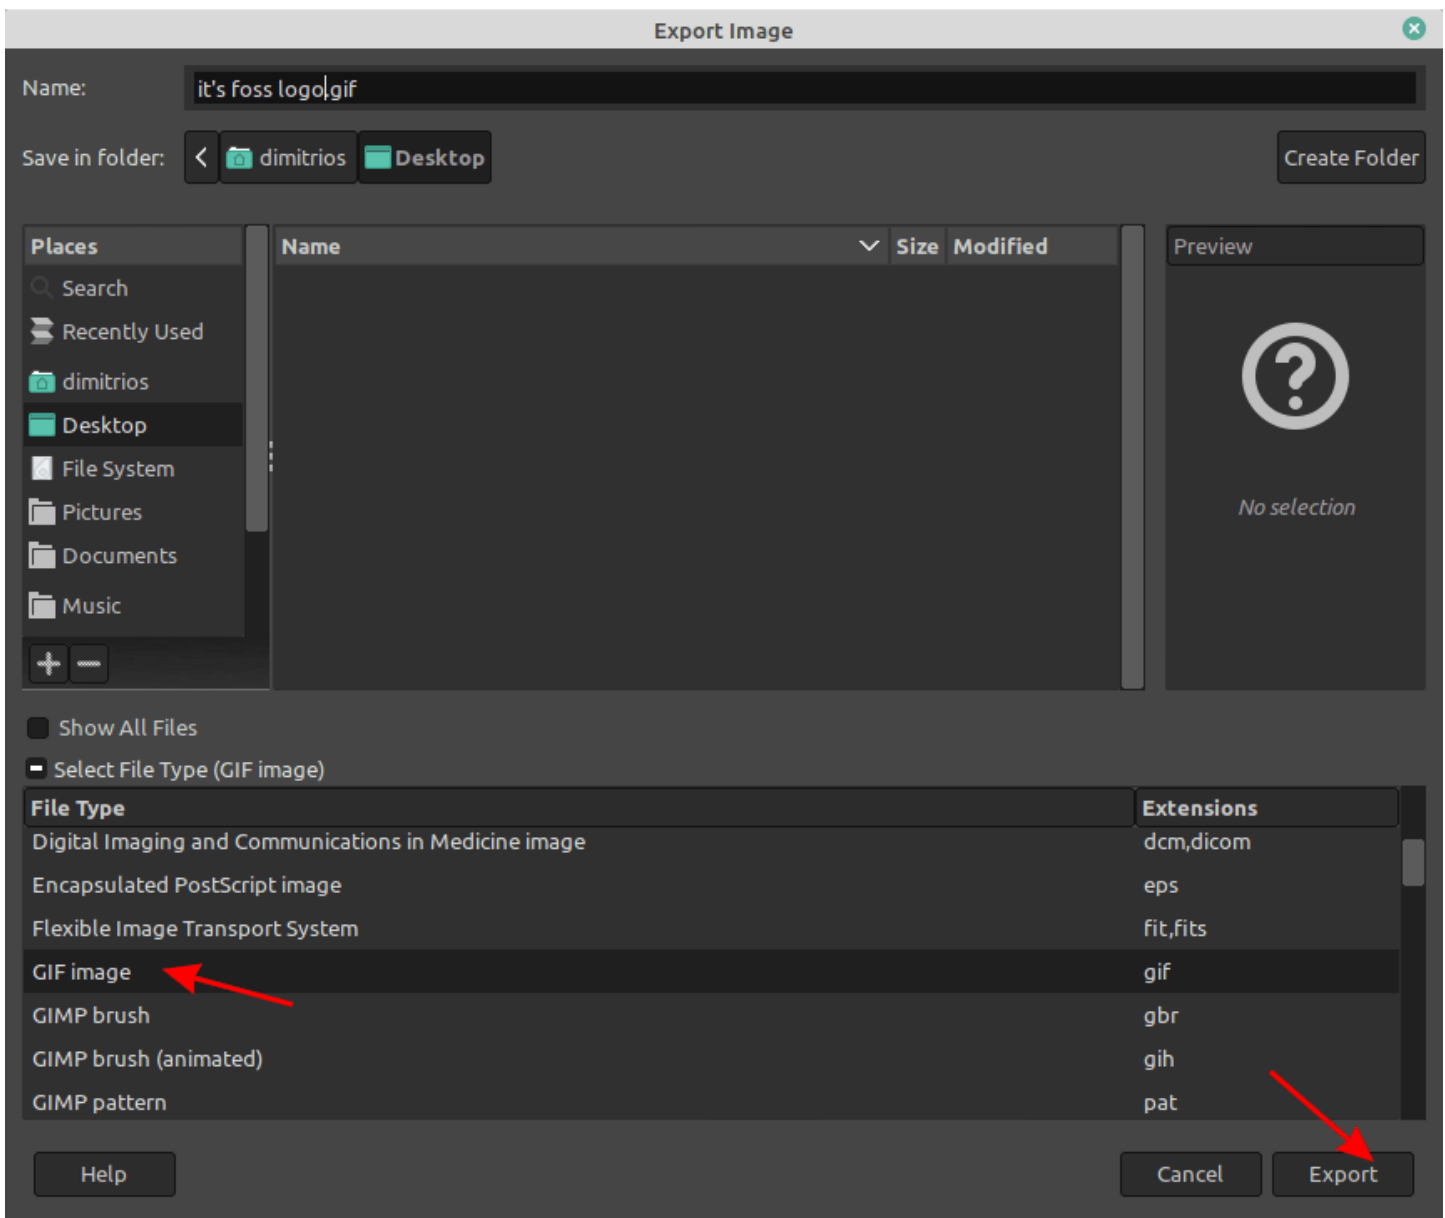 Export Image
Name: it's foss logo.gif
Save in folder: dimitrios Desktop Create Folder
Places
Search
Recently Used
dimitrios
Desktop
File System
Pictures
Documents
Music
Name Size Modified
Preview
No selection
Show All Files
Select File Type (GIF image)
File Type Extensions
Digital Imaging and Communications in Medicine image dcm,dicom
Encapsulated PostScript image eps
Flexible Image Transport System fit,fits
GIF image gif
GIMP brush gbr
GIMP brush (animated) gih
GIMP pattern pat
Help Cancel Export